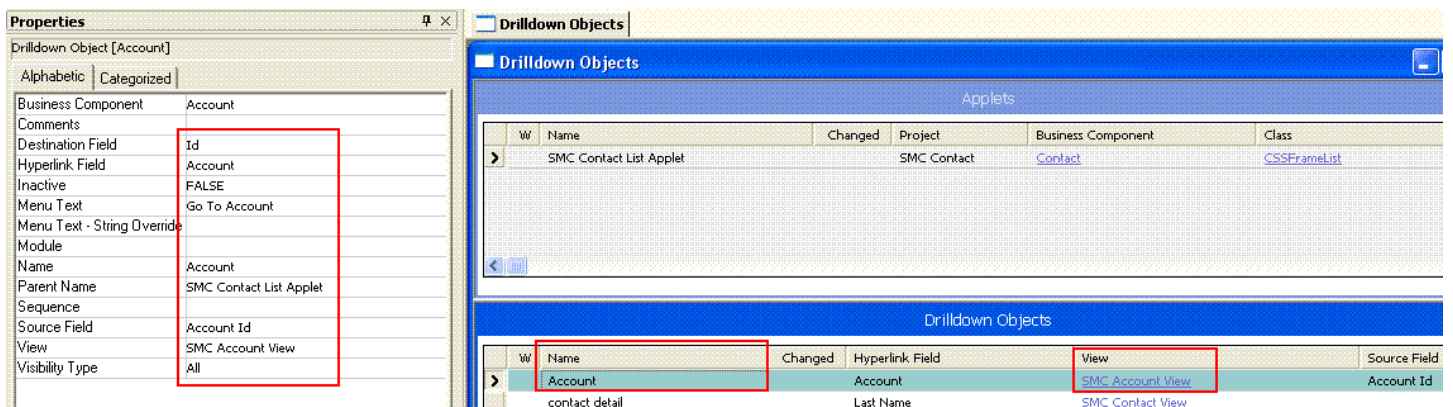 Properties
Drilldown Object [Account]
Alphabetic Categorized
Business Component Account
Comments
Destination Field Id
Hyperlink Field Account
Inactive FALSE
Menu Text Go To Account
Menu Text - String Override
Module
Name Account
Parent Name SMC Contact List Applet
Sequence
Source Field Account Id
View SMC Account View
Visibility Type All
Drilldown Objects
Drilldown Objects
Applets
W Name Changed Project Business Component Class
SMC Contact List Applet SMC Contact Contact CSSFrameList
Drilldown Objects
W Name Changed Hyperlink Field View Source Field
Account Account SMC Account View Account Id
contact detail Last Name SMC Contact View